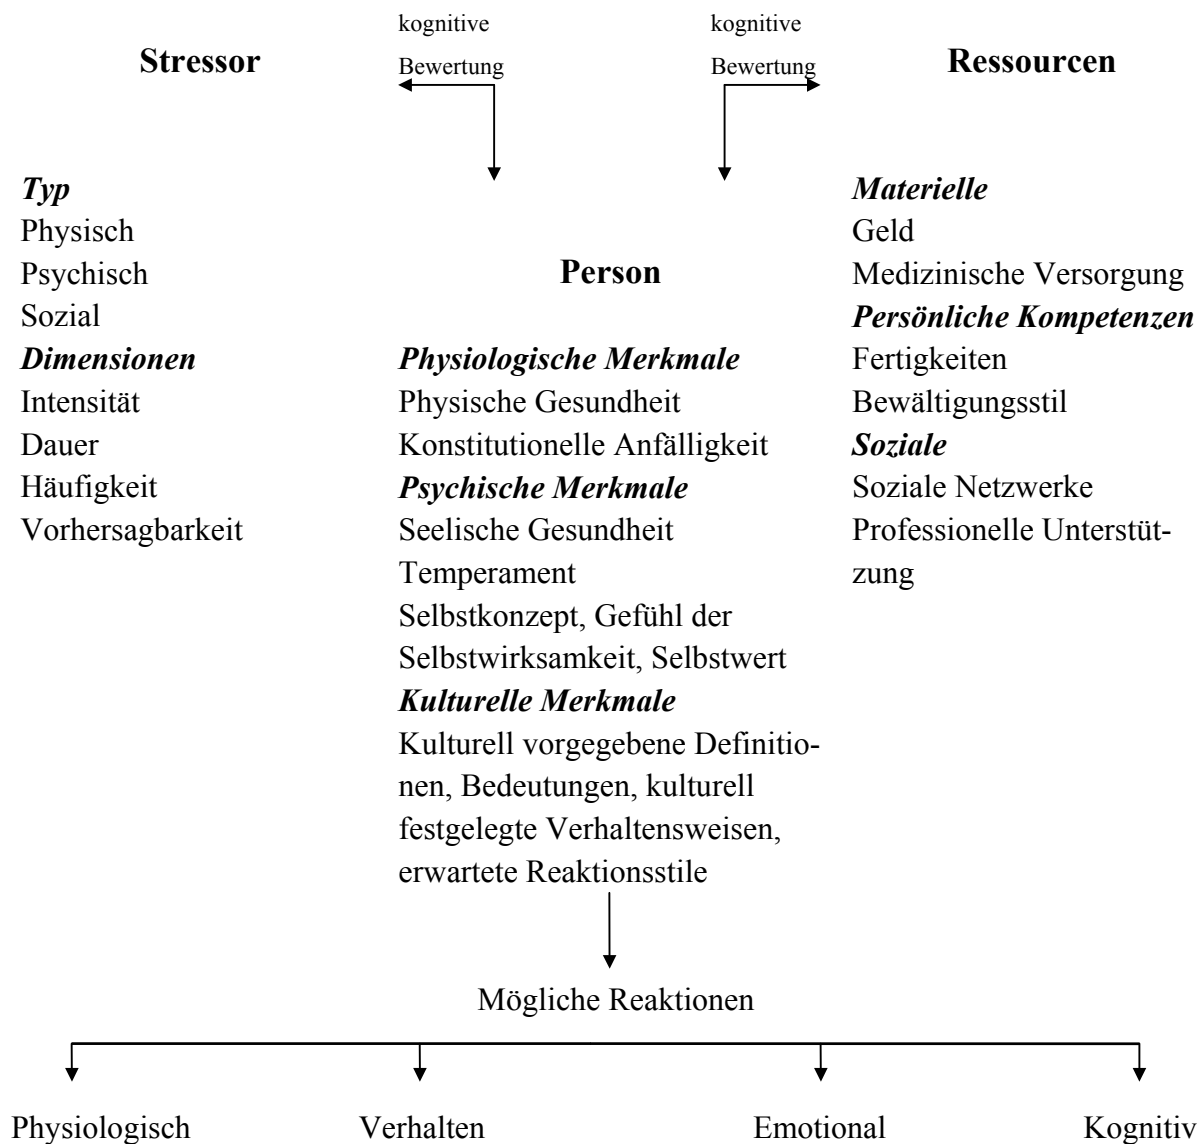 kognitive
Bewertung
kognitive
Bewertung
Stressor
Ressourcen
Typ
Physisch
Psychisch
Sozial
Dimensionen
Intensität
Dauer
Häufigkeit
Vorhersagbarkeit
Person
Physiologische Merkmale
Physische Gesundheit
Konstitutionelle Anfälligkeit
Psychische Merkmale
Seelische Gesundheit
Temperament
Selbstkonzept, Gefühl der
Selbstwirksamkeit, Selbstwert
Kulturelle Merkmale
Kulturell vorgegebene Definitio-
nen, Bedeutungen, kulturell
festgelegte Verhaltensweisen,
erwartete Reaktionsstile
Materielle
Geld
Medizinische Versorgung
Persönliche Kompetenzen
Fertigkeiten
Bewältigungsstil
Soziale
Soziale Netzwerke
Professionelle Unterstüt-
zung
Mögliche Reaktionen
Physiologisch
Verhalten
Emotional
Kognitiv